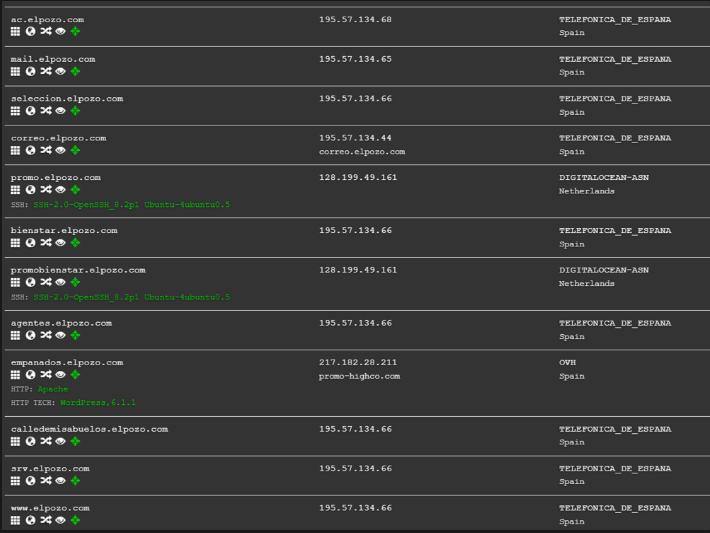 ac.elpozo.com 195.57.134.68 TELEFONICA_DE_ESPANA
Spain
mail.elpozo.com 195.57.134.65 TELEFONICA_DE_ESPANA
Spain
seleccion.elpozo.com 195.57.134.66 TELEFONICA_DE_ESPANA
Spain
correo.elpozo.com 195.57.134.44 TELEFONICA_DE_ESPANA
correo.elpozo.com Spain
promo.elpozo.com 128.199.49.161 DIGITALOCEAN-ASN
Netherlands
SSH: SSH-2.0-OpenSSH_8.2p1 Ubuntu-4ubuntu0.5
bienstar.elpozo.com 195.57.134.66 TELEFONICA_DE_ESPANA
Spain
promobienstar.elpozo.com 128.199.49.161 DIGITALOCEAN-ASN
Netherlands
SSH: SSH-2.0-OpenSSH_8.2p1 Ubuntu-4ubuntu0.5
agentes.elpozo.com 195.57.134.66 TELEFONICA_DE_ESPANA
Spain
empanados.elpozo.com 217.182.28.211 OVH
promo-highco.com Spain
HTTP: Apache
HTTP TECH: WordPress,6.1.1
calledemisabuelos.elpozo.com 195.57.134.66 TELEFONICA_DE_ESPANA
Spain
srv.elpozo.com 195.57.134.66 TELEFONICA_DE_ESPANA
Spain
www.elpozo.com 195.57.134.66 TELEFONICA_DE_ESPANA
Spain